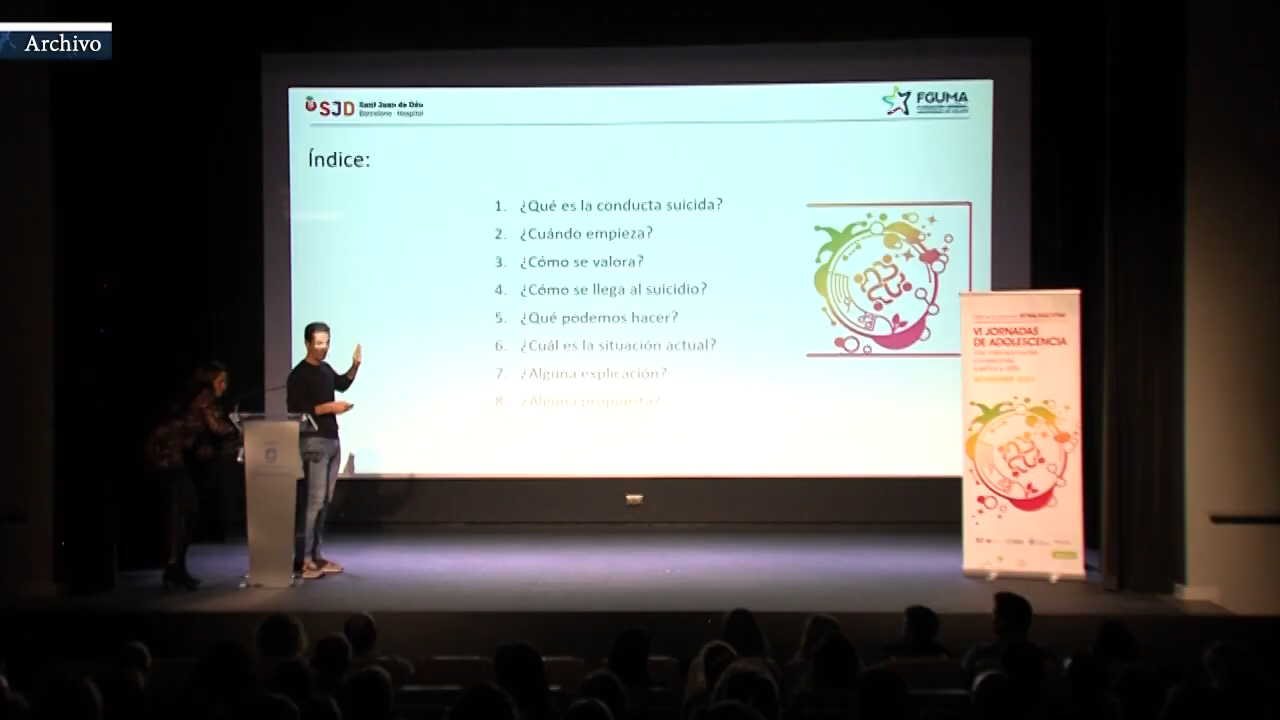 Archivo
SJD Sant Joan de Déu
Barcelona · Hospital
FGUMA
Índice:
1. ¿Qué es la conducta suicida?
2. ¿Cuándo empieza?
3. ¿Cómo se valora?
4. ¿Cómo se llega al suicidio?
5. ¿Qué podemos hacer?
6. ¿Cuál es la situación actual?
7. ¿Alguna explicación?
8. ¿Alguna propuesta?
VI JORNADAS
DE ADOLESCENCIA